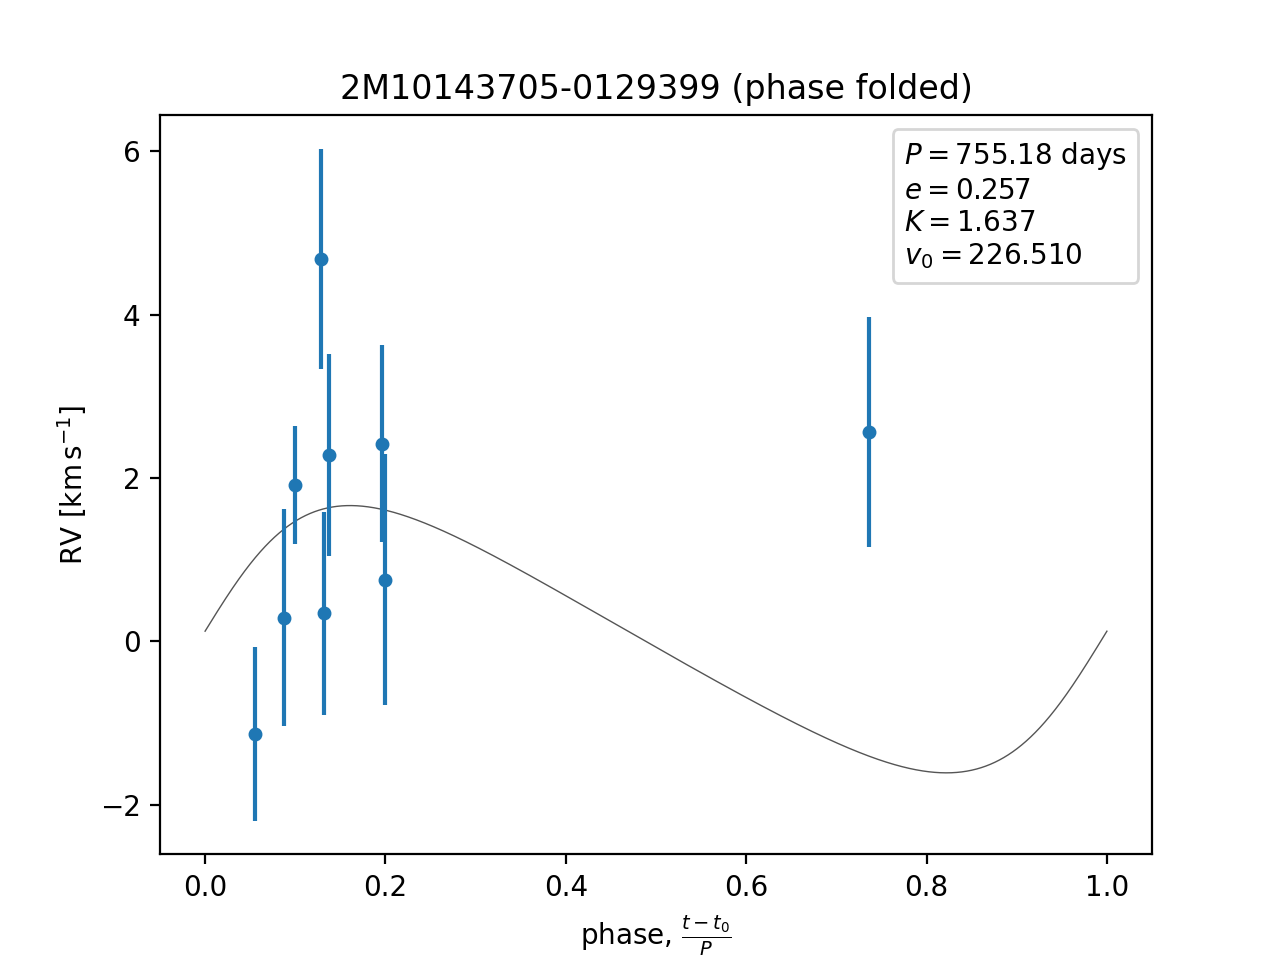 2M10143705-0129399 (phase folded)
P = 755.18 days
e = 0.257
K = 1.637
v₀ = 226.510
RV [km s⁻¹]
6
4
2
0
−2
0.0 0.2 0.4 0.6 0.8 1.0
phase, (t − t₀)/P